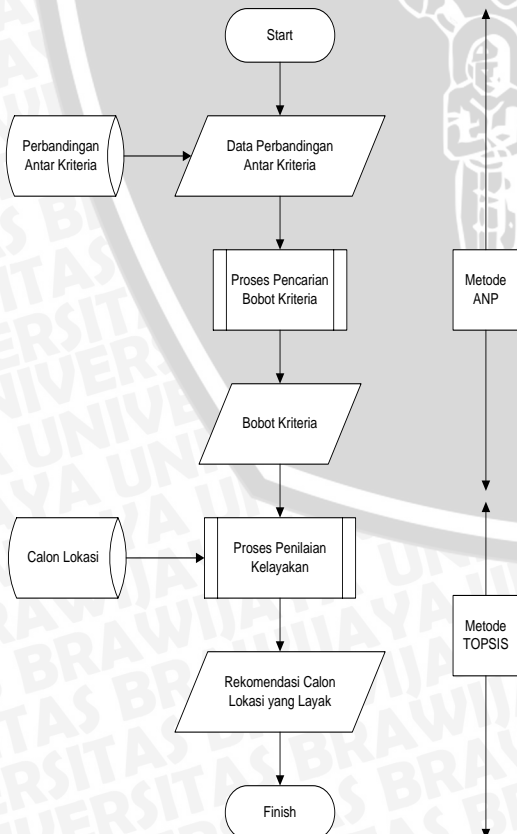 Start
Perbandingan
Antar Kriteria
Data Perbandingan
Antar Kriteria
Proses Pencarian
Bobot Kriteria
Metode
ANP
Bobot Kriteria
Calon Lokasi
Proses Penilaian
Kelayakan
Metode
TOPSIS
Rekomendasi Calon
Lokasi yang Layak
Finish